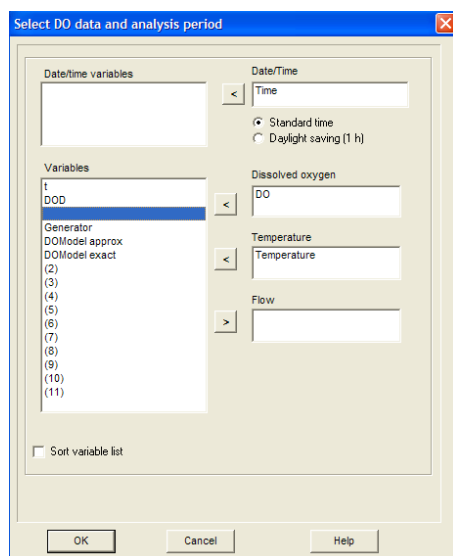 Select DO data and analysis period
Date/time variables
Date/Time
<
Time
Standard time
Daylight saving (1 h)
Variables
t
DOD
Generator
DOModel approx
DOModel exact
(2)
(3)
(4)
(5)
(6)
(7)
(8)
(9)
(10)
(11)
Dissolved oxygen
<
DO
Temperature
<
Temperature
Flow
>
Sort variable list
OK
Cancel
Help